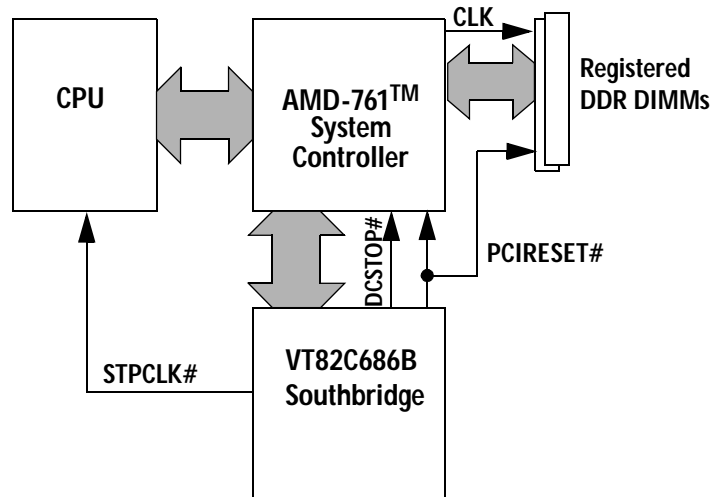 CLK
CPU
AMD-761™
System
Controller
Registered
DDR DIMMs
DCSTOP#
PCIRESET#
STPCLK#
VT82C686B
Southbridge